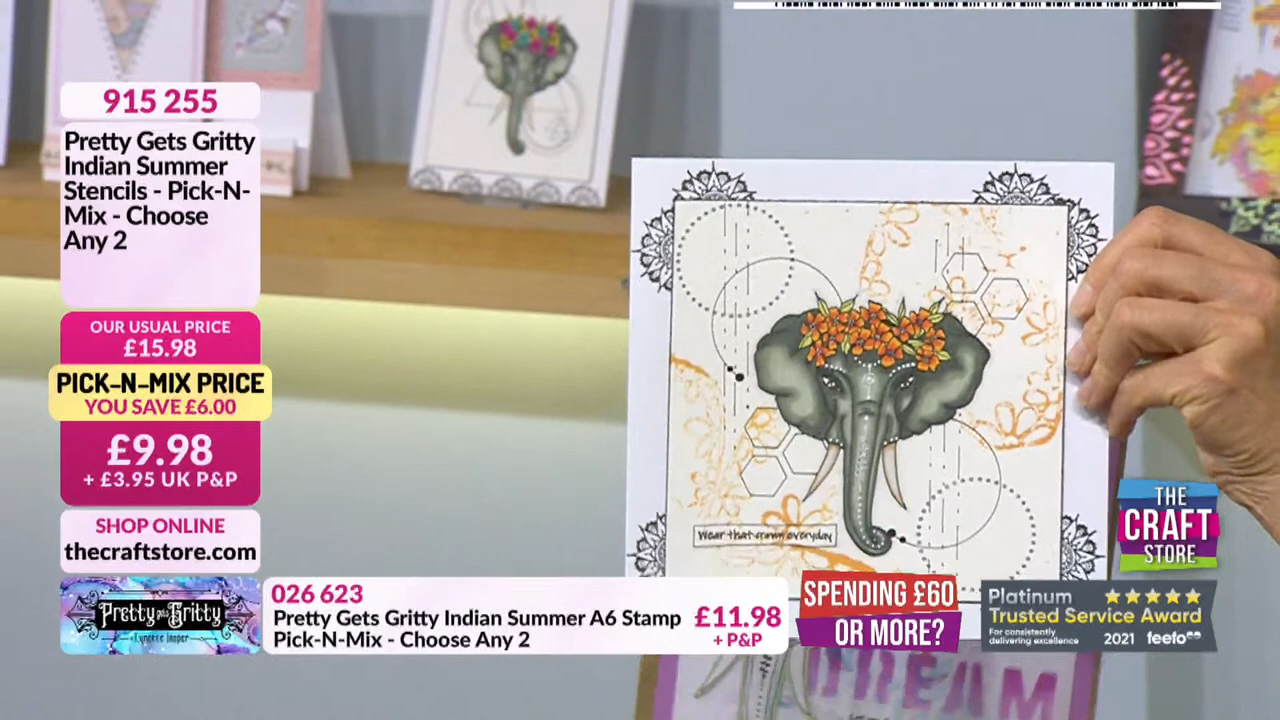 915 255
Pretty Gets Gritty
Indian Summer
Stencils - Pick-N-
Mix - Choose
Any 2
OUR USUAL PRICE
£15.98
PICK-N-MIX PRICE
YOU SAVE £6.00
£9.98
+ £3.95 UK P&P
SHOP ONLINE
thecraftstore.com
Pretty gets Gritty
026 623
Pretty Gets Gritty Indian Summer A6 Stamp
Pick-N-Mix - Choose Any 2
£11.98
+ P&P
Wear that crown everyday
SPENDING £60
OR MORE?
THE
CRAFT
STORE
Platinum
Trusted Service Award
For consistently
delivering excellence
2021 feefo
DREAM